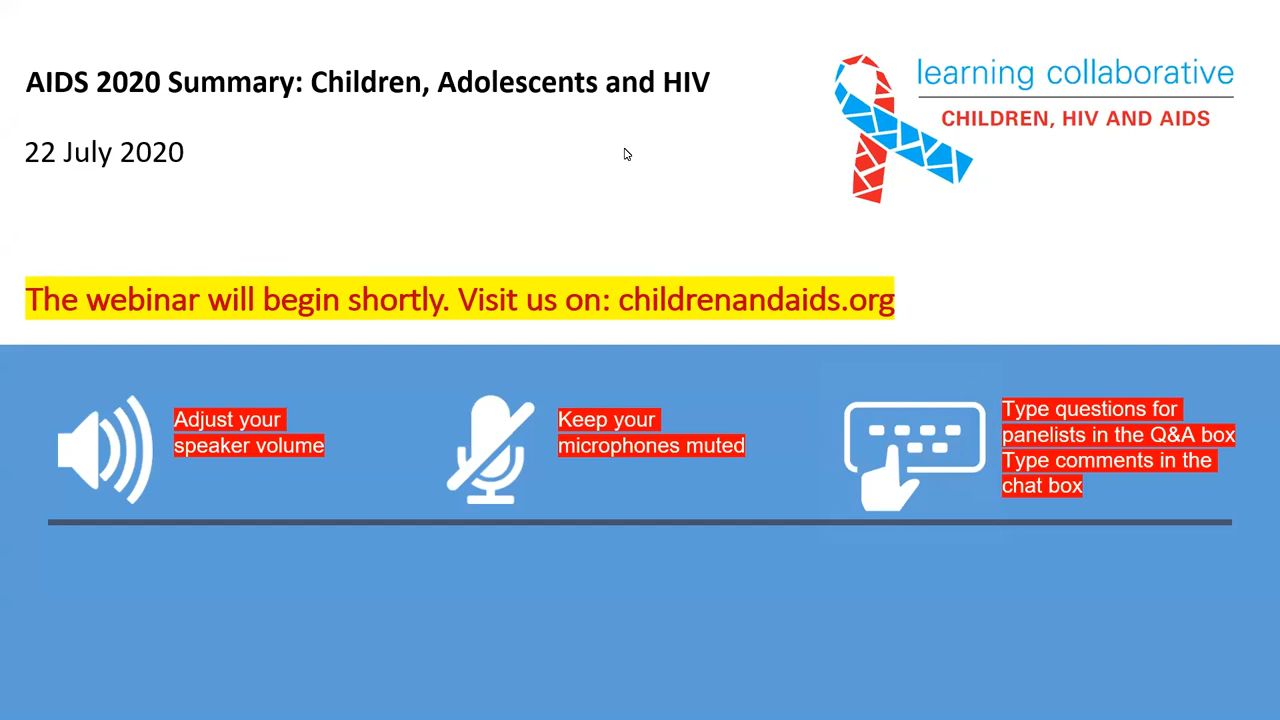 AIDS 2020 Summary: Children, Adolescents and HIV
learning collaborative
CHILDREN, HIV AND AIDS
22 July 2020
The webinar will begin shortly. Visit us on: childrenandaids.org
Adjust your
speaker volume
Keep your
microphones muted
Type questions for
panelists in the Q&A box
Type comments in the
chat box